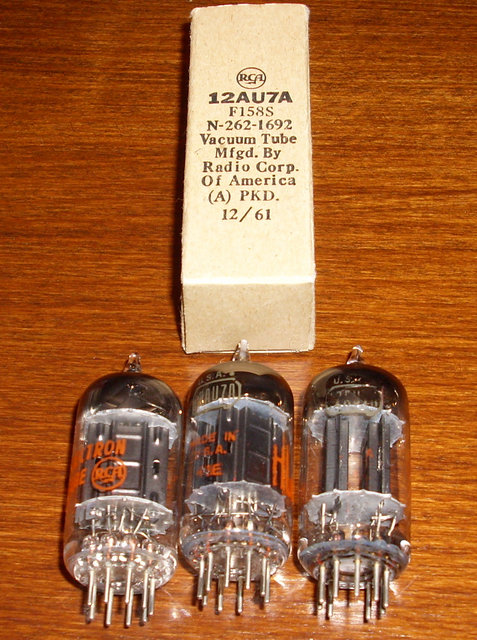 RCA
12AU7A
F158S
N-262-1692
Vacuum Tube
Mfgd. By
Radio Corp.
Of America
(A) PKD.
12/61
TRON
RCA
U.S.A.
MADE IN
U.S.A.
H
U.S.